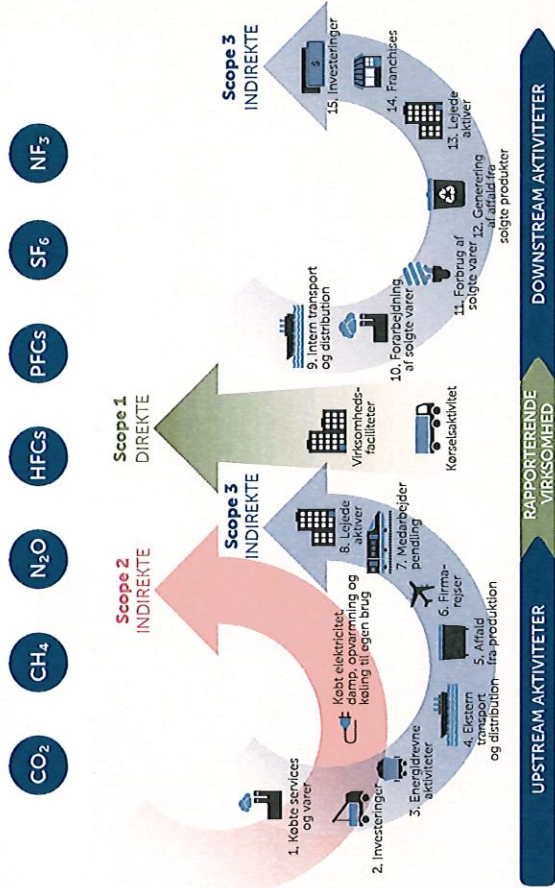 CO₂
CH₄
N₂O
HFCs
PFCs
SF₆
NF₃
Scope 2
INDIREKTE
Scope 1
DIREKTE
Scope 3
INDIREKTE
Scope 3
INDIREKTE
1. Købte services
og varer
Købt elektricitet,
damp, opvarmning og
køling til egen brug
2. Investeringer
3. Energidrevne
aktiviteter
4. Ekstern
transport
og distribution
5. Affald
fra produktion
6. Firma-
rejser
7. Medarbejder
pendling
8. Lejede
aktiver
Virksomheds-
faciliteter
Kørselsaktivitet
9. Intern transport
og distribution
10. Forarbejdning
af solgte varer
11. Forbrug af
solgte varer
12. Generering
af affald fra
solgte produkter
13. Lejede
aktiver
14. Franchises
15. Investeringer
S
UPSTREAM AKTIVITETER
RAPPORTERENDE
VIRKSOMHED
DOWNSTREAM AKTIVITETER